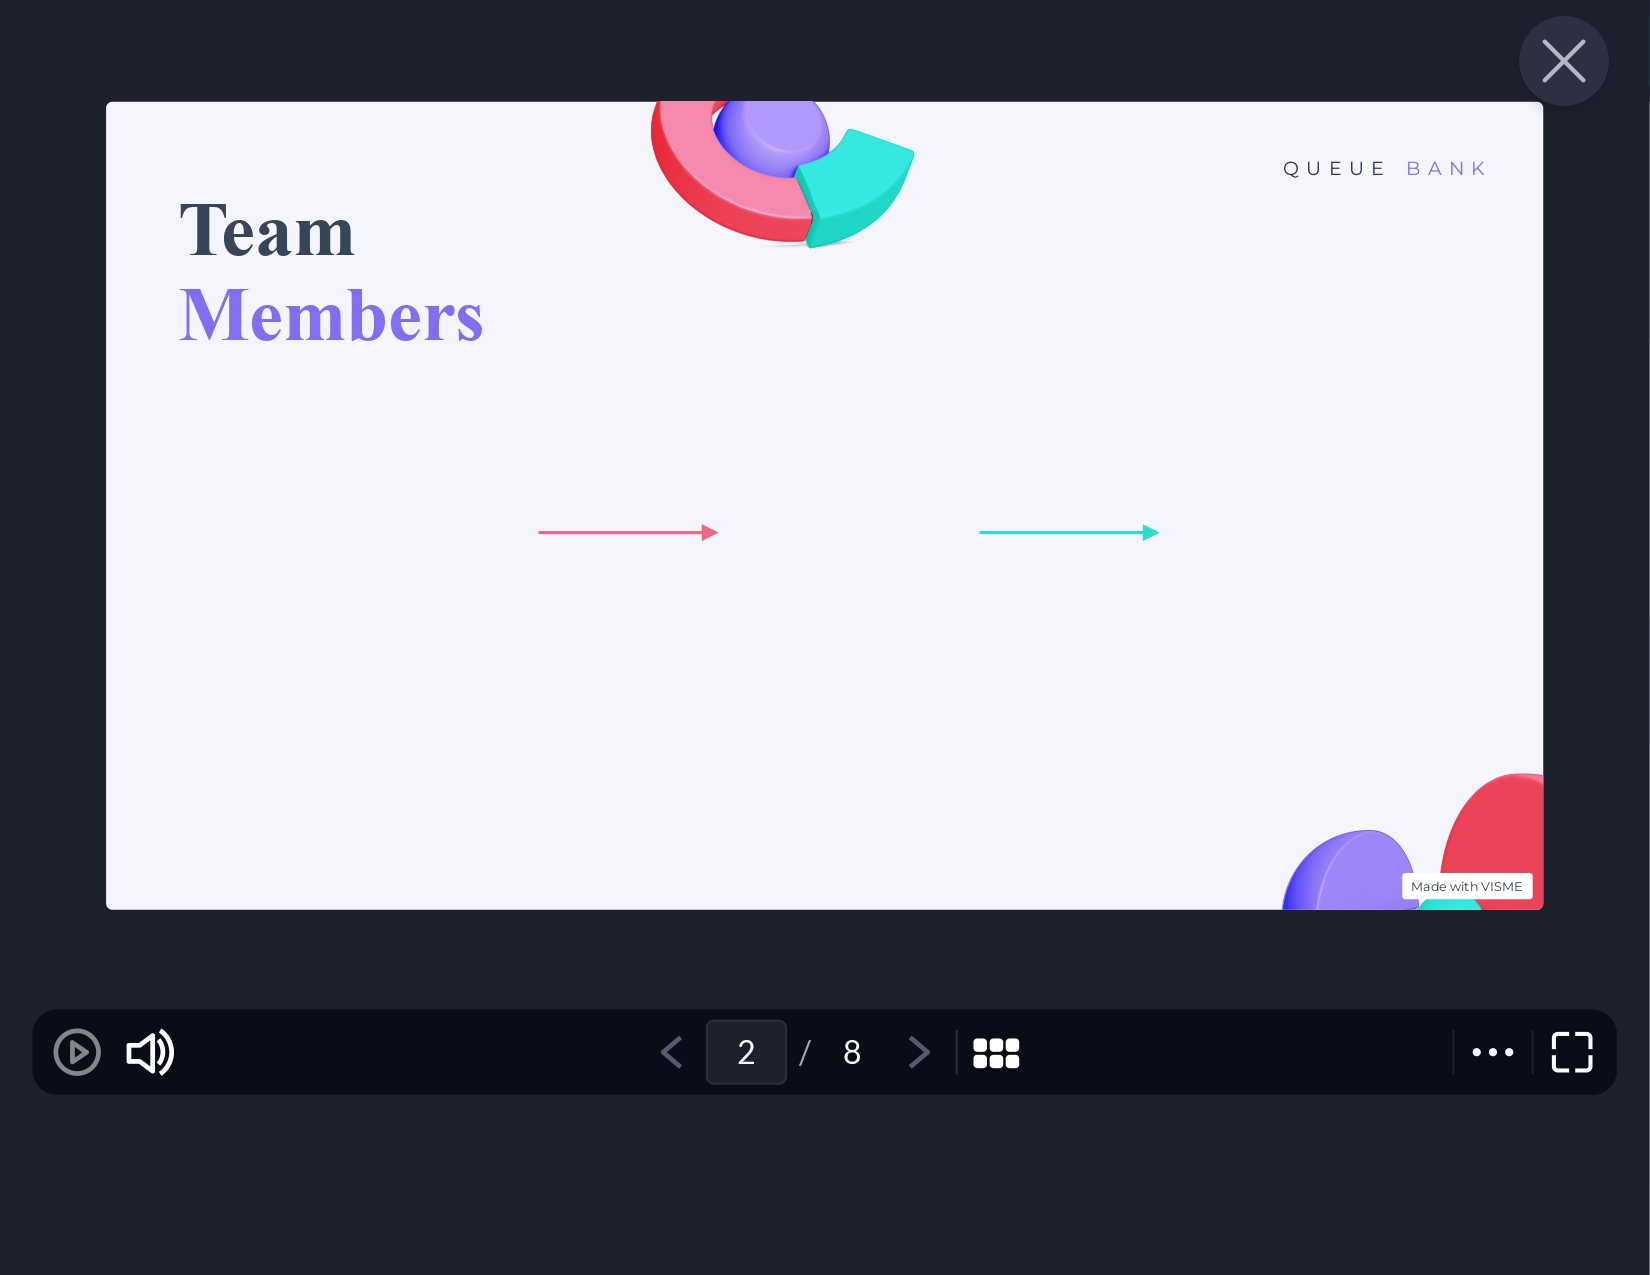 QUEUE BANK
Team
Members
Made with VISME
2 / 8